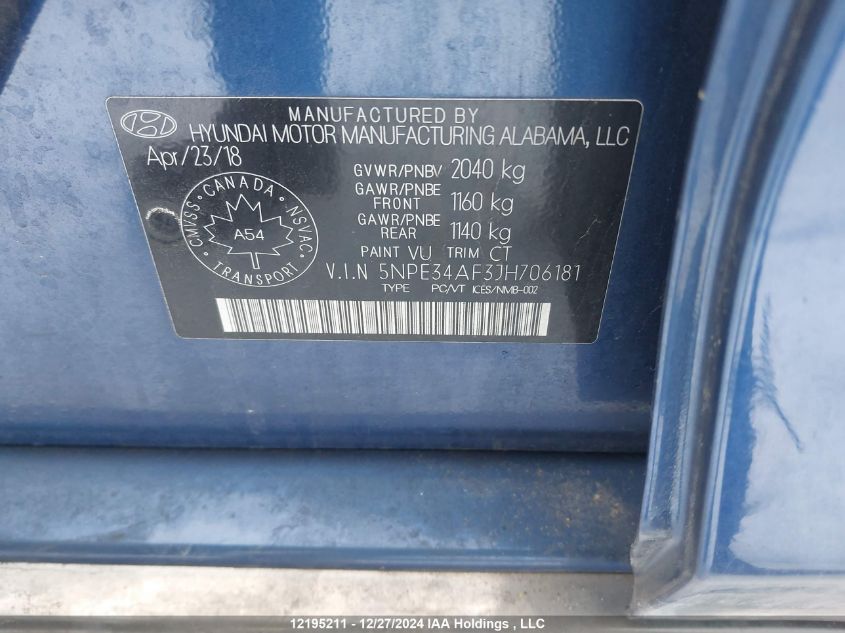 MANUFACTURED BY
HYUNDAI MOTOR MANUFACTURING ALABAMA, LLC
Apr/23/18
GVWR/PNBV 2040 kg
GAWR/PNBE
FRONT 1160 kg
GAWR/PNBE
REAR 1140 kg
CANADA
CMVSS NSVAC
A54
TRANSPORT
PAINT VU TRIM CT
V.I.N 5NPE34AF3JH706181
TYPE PC/VT ICES/NMB-002
12195211 - 12/27/2024 IAA Holdings , LLC